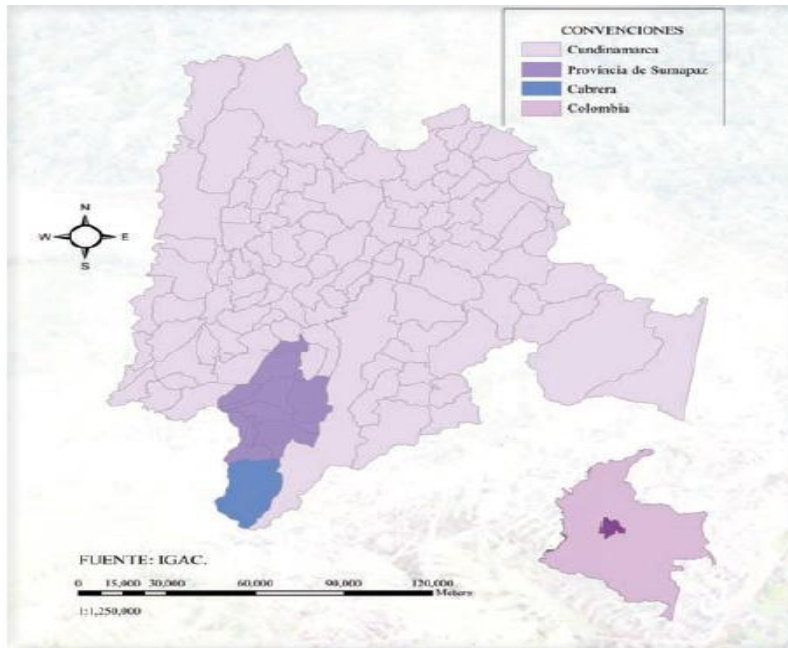 CONVENCIONES
Cundinamarca
Provincia de Sumapaz
Cabrera
Colombia
N
W E
S
FUENTE: IGAC.
0 15,000 30,000 60,000 90,000 120,000
Meters
1:1,250,000